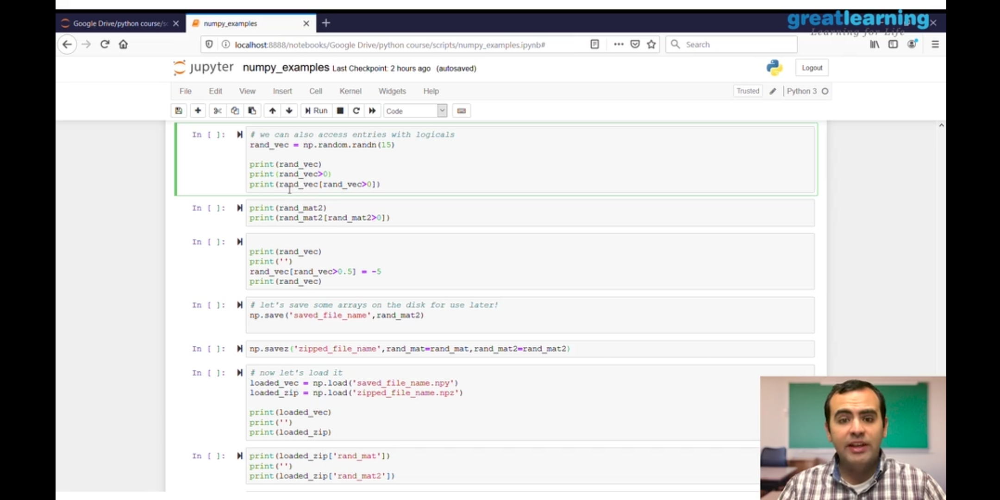 greatlearning
Learning for Life
Google Drive/python course/sc
numpy_examples
localhost:8888/notebooks/Google Drive/python course/scripts/numpy_examples.ipynb#
Search
jupyter numpy_examples Last Checkpoint: 2 hours ago (autosaved)
Logout
File Edit View Insert Cell Kernel Widgets Help
Trusted Python 3
Run Code
In [ ]: # we can also access entries with logicals
rand_vec = np.random.randn(15)
print(rand_vec)
print(rand_vec>0)
print(rand_vec[rand_vec>0])
In [ ]: print(rand_mat2)
print(rand_mat2[rand_mat2>0])
In [ ]:
print(rand_vec)
print('')
rand_vec[rand_vec>0.5] = -5
print(rand_vec)
In [ ]: # let's save some arrays on the disk for use later!
np.save('saved_file_name',rand_mat2)
In [ ]: np.savez('zipped_file_name',rand_mat=rand_mat,rand_mat2=rand_mat2)
In [ ]: # now let's load it
loaded_vec = np.load('saved_file_name.npy')
loaded_zip = np.load('zipped_file_name.npz')
print(loaded_vec)
print('')
print(loaded_zip)
In [ ]: print(loaded_zip['rand_mat'])
print('')
print(loaded_zip['rand_mat2'])